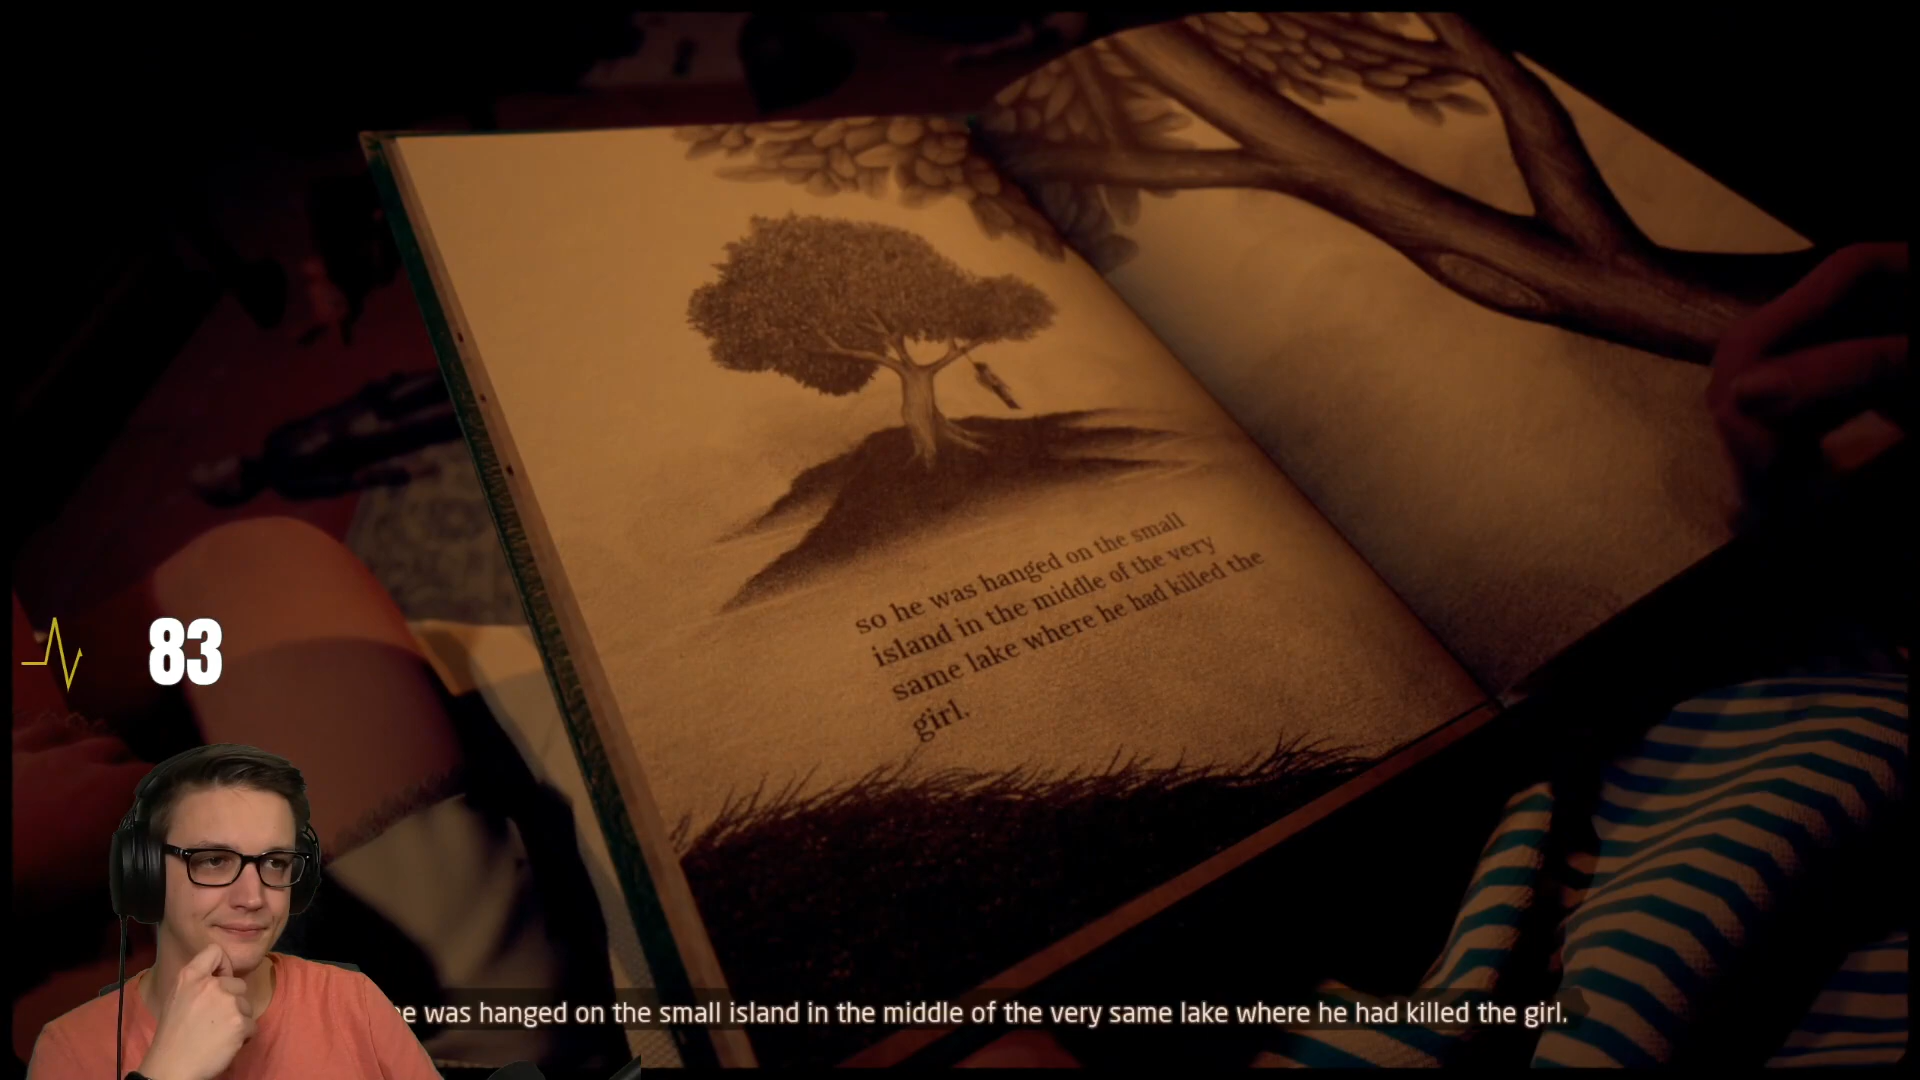 so he was hanged on the small
island in the middle of the very
same lake where he had killed the
girl.
83
he was hanged on the small island in the middle of the very same lake where he had killed the girl.